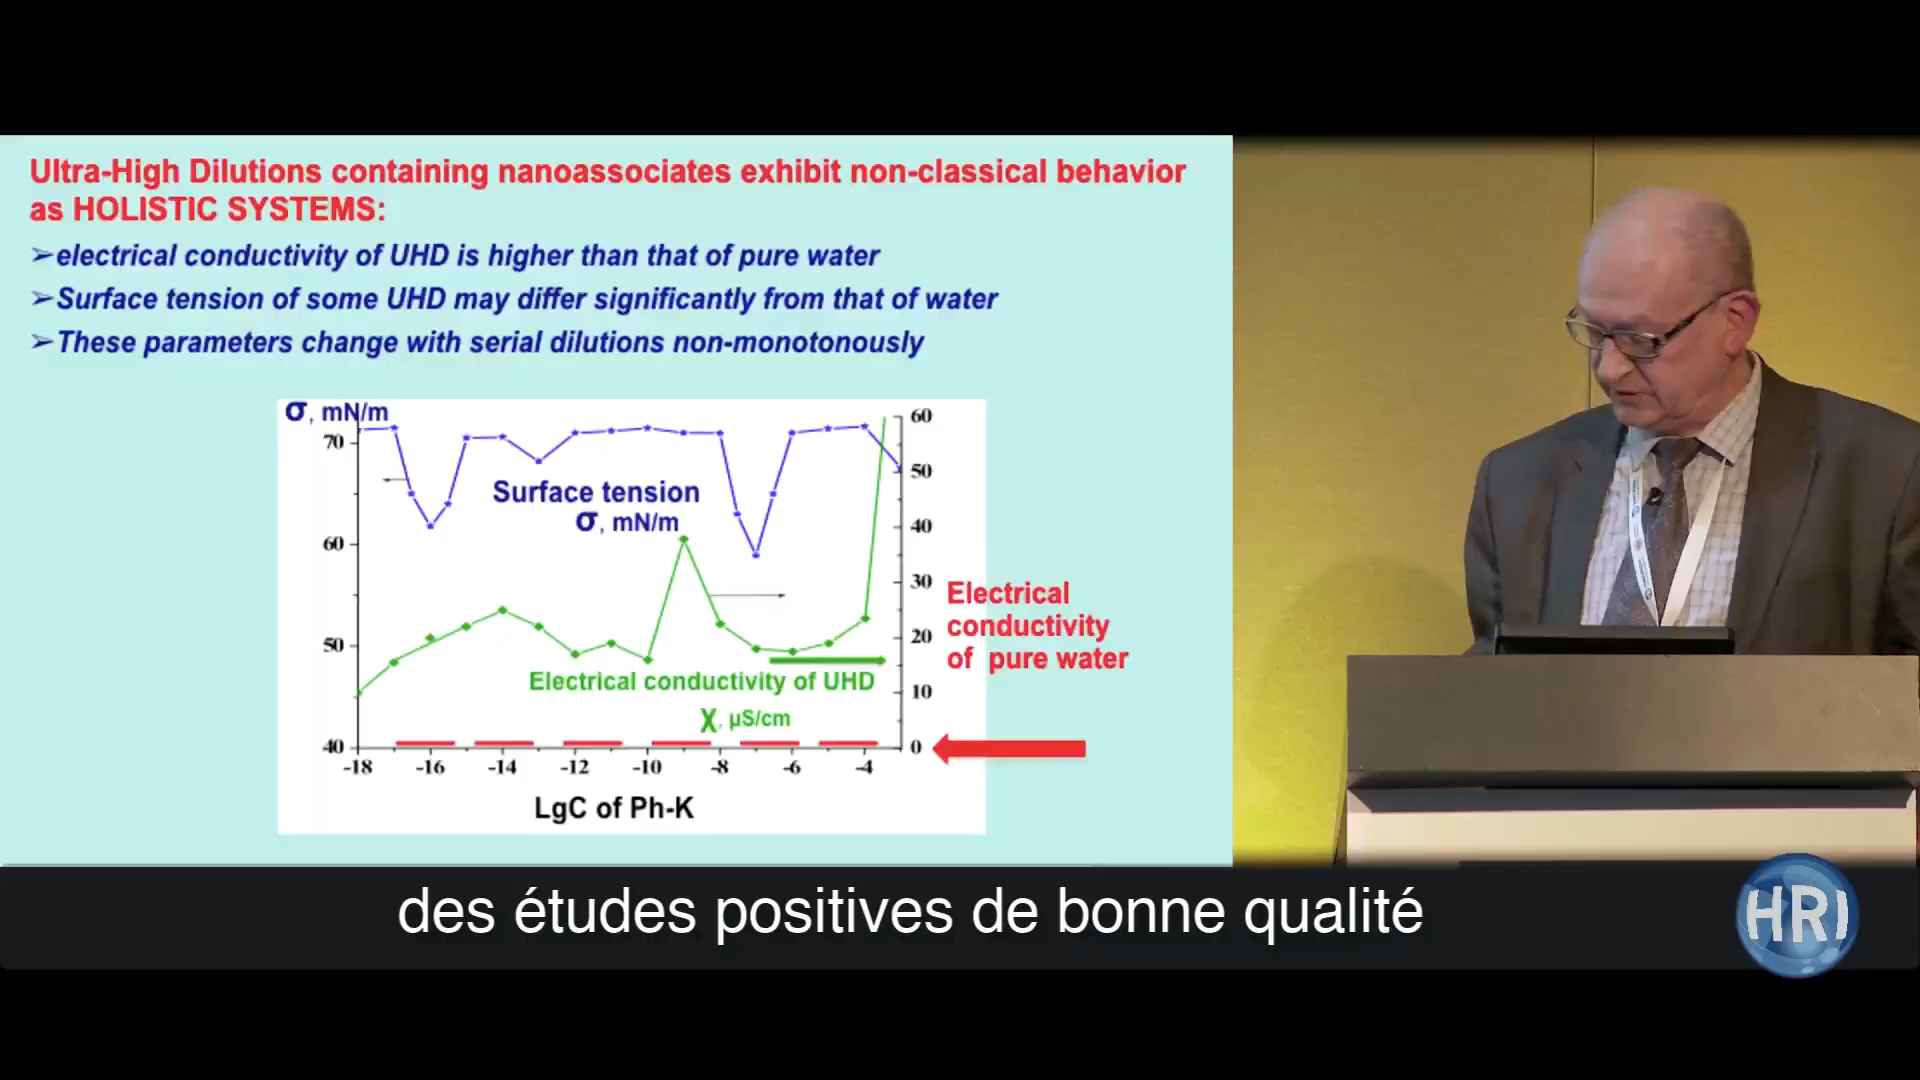 Ultra-High Dilutions containing nanoassociates exhibit non-classical behavior
as HOLISTIC SYSTEMS:
➢electrical conductivity of UHD is higher than that of pure water
➢Surface tension of some UHD may differ significantly from that of water
➢These parameters change with serial dilutions non-monotonously
σ, mN/m
70
60
50
40
60
50
40
30
20
10
0
Surface tension
σ, mN/m
Electrical
conductivity
of pure water
Electrical conductivity of UHD
χ, µS/cm
-18 -16 -14 -12 -10 -8 -6 -4
LgC of Ph-K
des études positives de bonne qualité
HRI